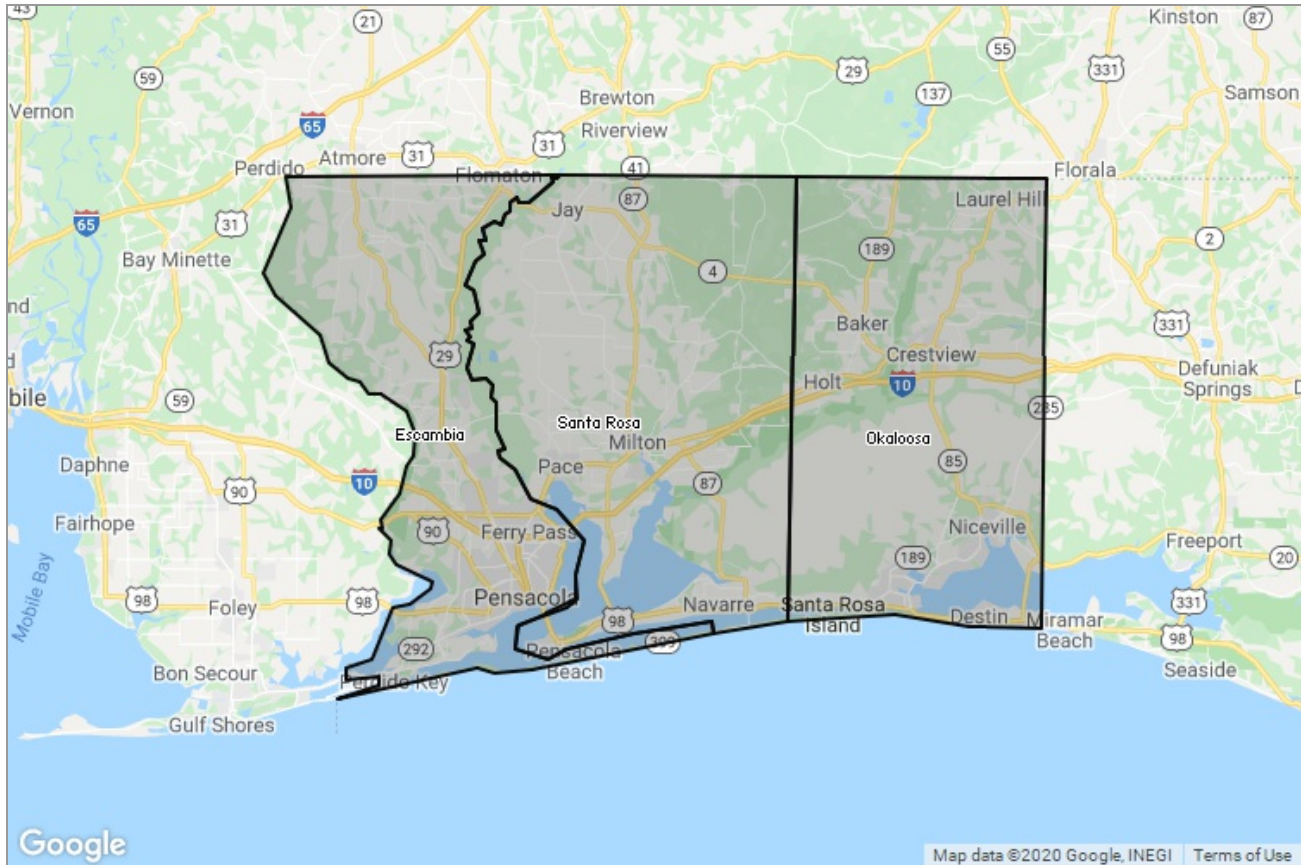 43
21
Kinston
87
55
59
29
331
Vernon
137
Brewton
Samson
65
Riverview
31
Perdido
Atmore
31
41
Florala
Flomaton
87
Laurel Hill
65
31
Jay
189
2
Bay Minette
4
Baker
331
29
Crestview
Defuniak
Springs
Holt
10
bile
59
285
Escambia
Santa Rosa
Okaloosa
Milton
Daphne
Pace
85
90
10
87
Fairhope
90
Ferry Pass
Niceville
Freeport
189
20
Mobile Bay
98
Foley
98
Pensacola
Navarre
Santa Rosa
Island
Destin
Miramar
Beach
331
98
98
292
399
Pensacola
Beach
Bon Secour
Perdido Key
Seaside
Gulf Shores
Google
Map data ©2020 Google, INEGI
Terms of Use